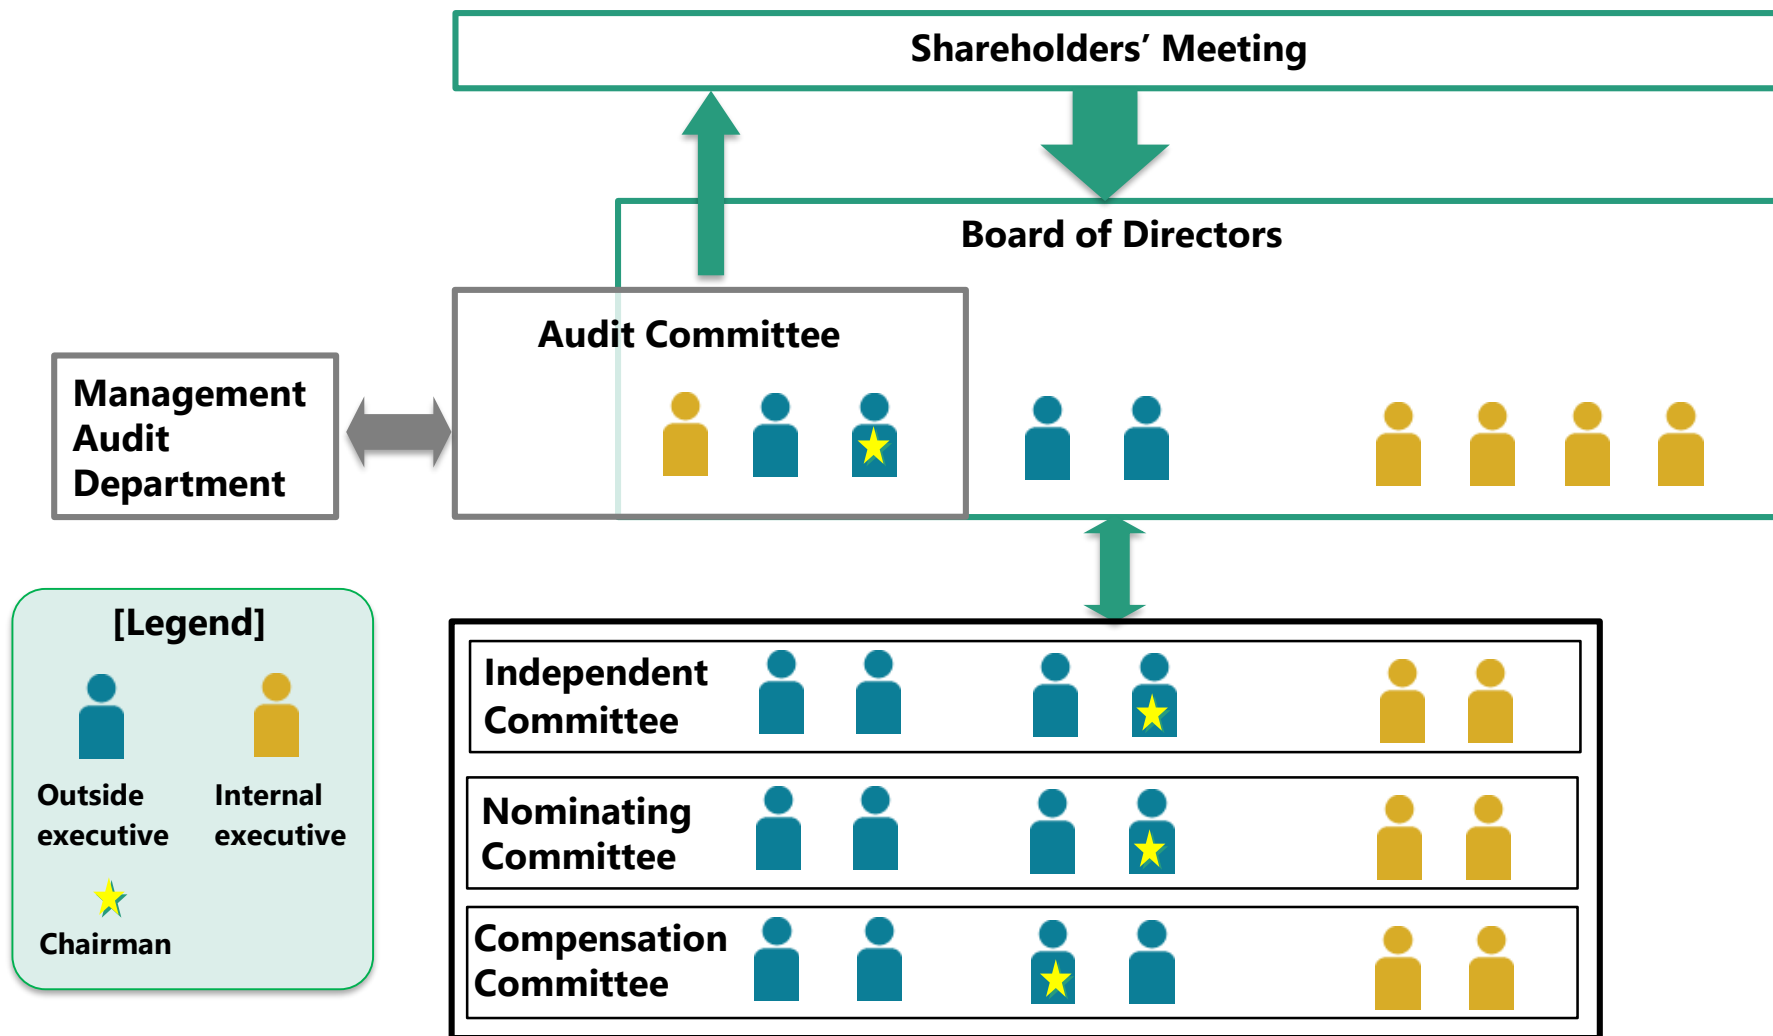 Shareholders’ Meeting
Board of Directors
Audit Committee
Management
Audit
Department
[Legend]
Outside
executive
Internal
executive
Chairman
Independent
Committee
Nominating
Committee
Compensation
Committee